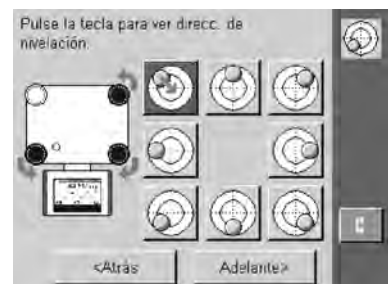 Pulse la tecla para ver direcc. de
nivelación.
<Atrás
Adelante>
C